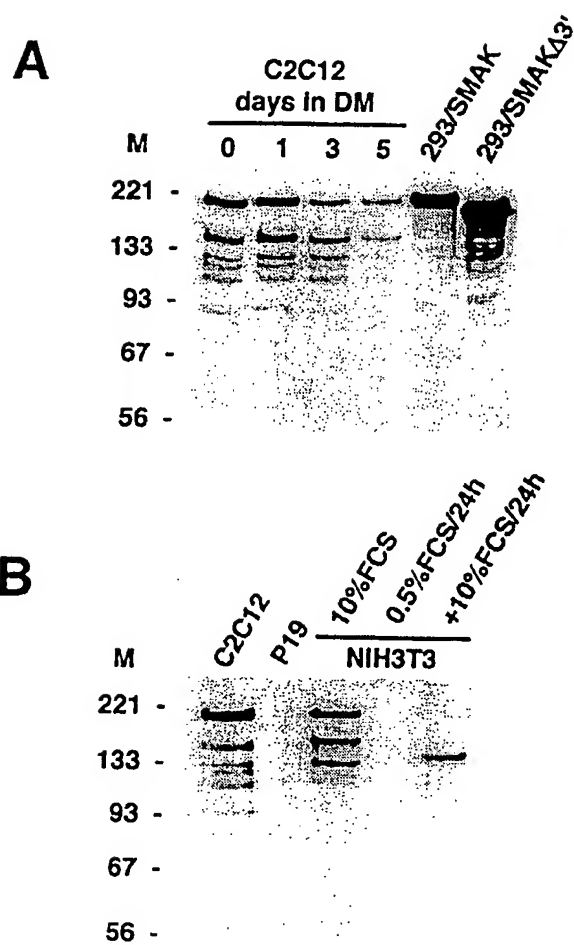 A
C2C12
days in DM
M
0 1 3 5 293/SMAK 293/SMAKΔ3'
221 -
133 -
93 -
67 -
56 -
B
M
C2C12 P19 10%FCS 0.5%FCS/24h +10%FCS/24h
NIH3T3
221 -
133 -
93 -
67 -
56 -